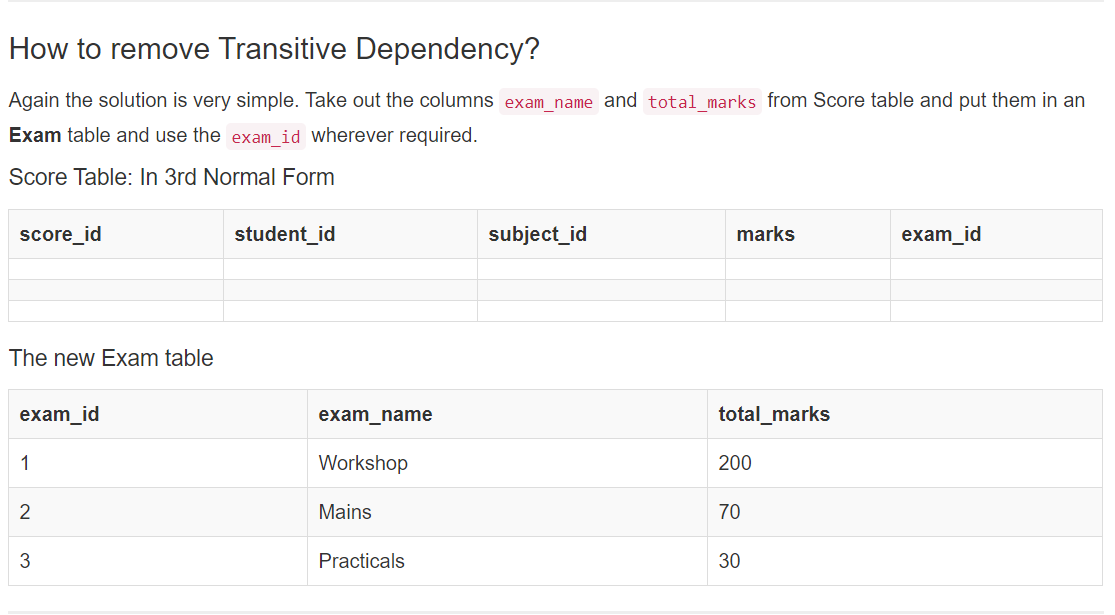 How to remove Transitive Dependency?
Again the solution is very simple. Take out the columns exam_name and total_marks from Score table and put them in an
Exam table and use the exam_id wherever required.
Score Table: In 3rd Normal Form
score_id student_id subject_id marks exam_id
The new Exam table
exam_id exam_name total_marks
1 Workshop 200
2 Mains 70
3 Practicals 30